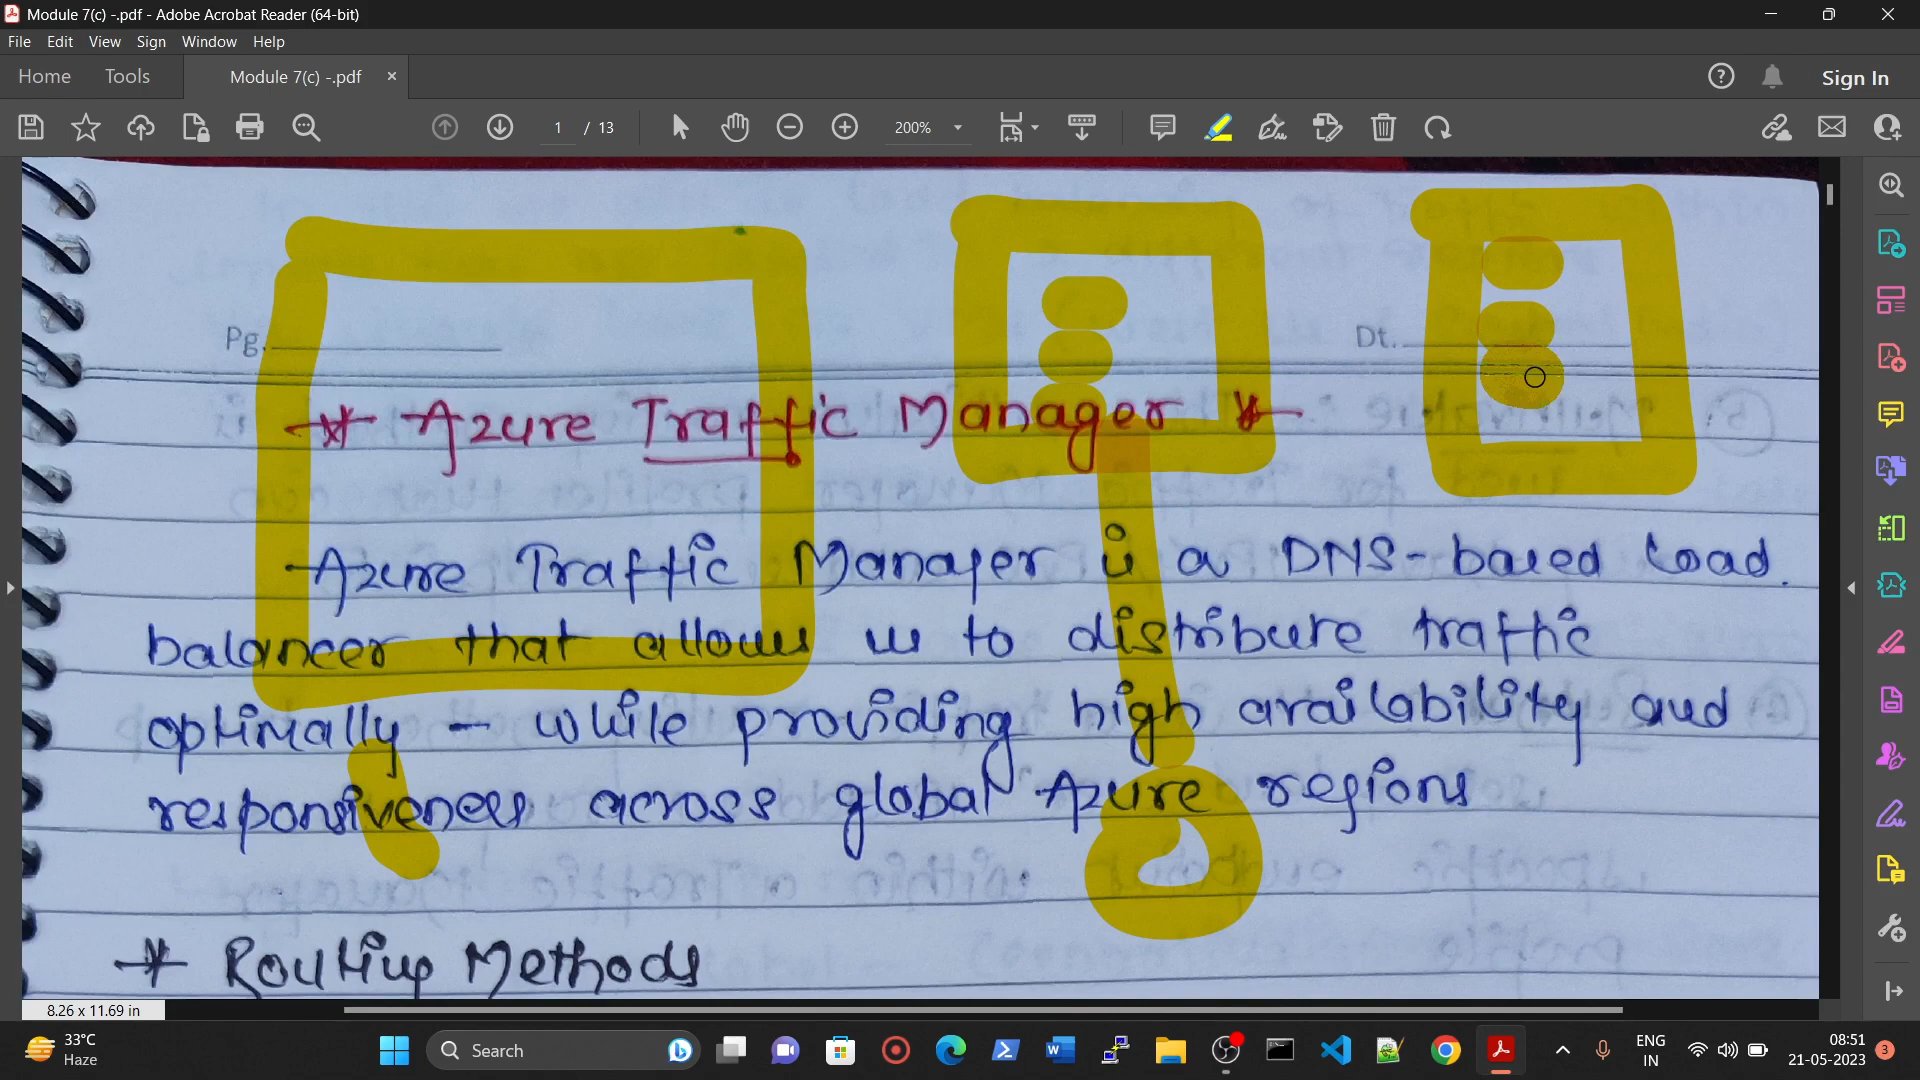 Module 7(c) -.pdf - Adobe Acrobat Reader (64-bit)
File Edit View Sign Window Help
Home Tools Module 7(c) -.pdf × Sign In
1 / 13 200%
Pg. Dt.
* Azure Traffic Manager *
Azure Traffic Manager is a DNS-based load
balancer that allows us to distribute traffic
optimally - while providing high availability and
responsiveness across global Azure regions
* Routing Methods
8.26 x 11.69 in
33°C
Haze
Search
ENG
IN
08:51
21-05-2023
3